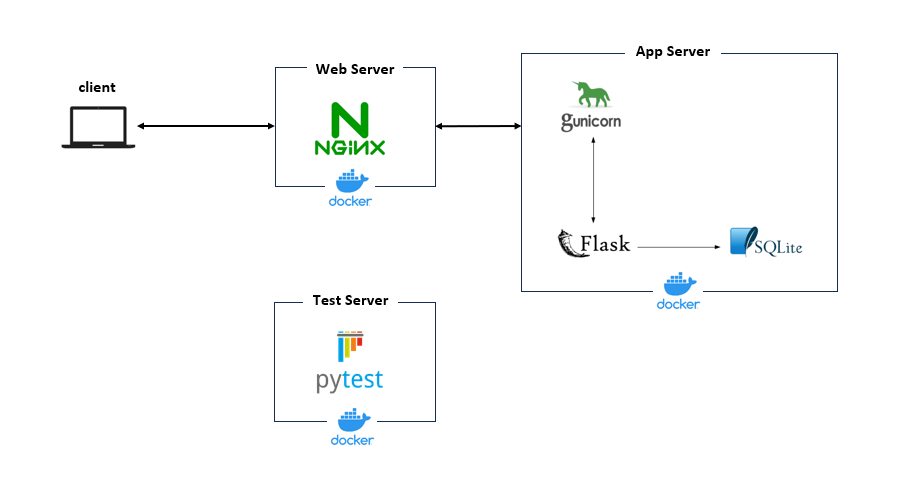 client
Web Server
NGiNX
docker
App Server
gunicorn
Flask
SQLite
docker
Test Server
pytest
docker